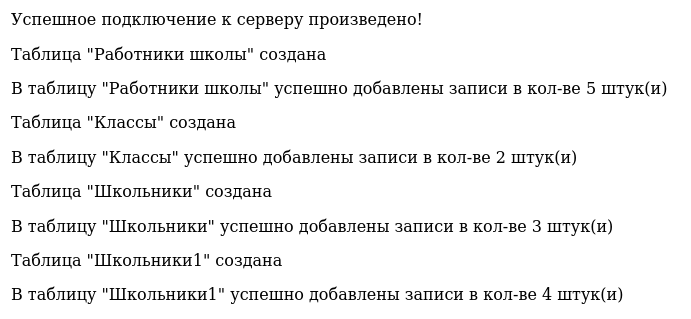 Успешное подключение к серверу произведено!
Таблица "Работники школы" создана
В таблицу "Работники школы" успешно добавлены записи в кол-ве 5 штук(и)
Таблица "Классы" создана
В таблицу "Классы" успешно добавлены записи в кол-ве 2 штук(и)
Таблица "Школьники" создана
В таблицу "Школьники" успешно добавлены записи в кол-ве 3 штук(и)
Таблица "Школьники1" создана
В таблицу "Школьники1" успешно добавлены записи в кол-ве 4 штук(и)